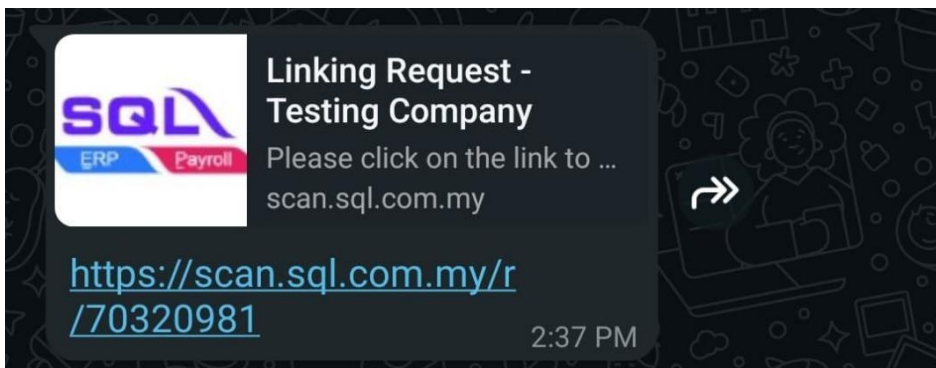 SQL
ERP Payroll
Linking Request -
Testing Company
Please click on the link to ...
scan.sql.com.my
https://scan.sql.com.my/r
/70320981
2:37 PM